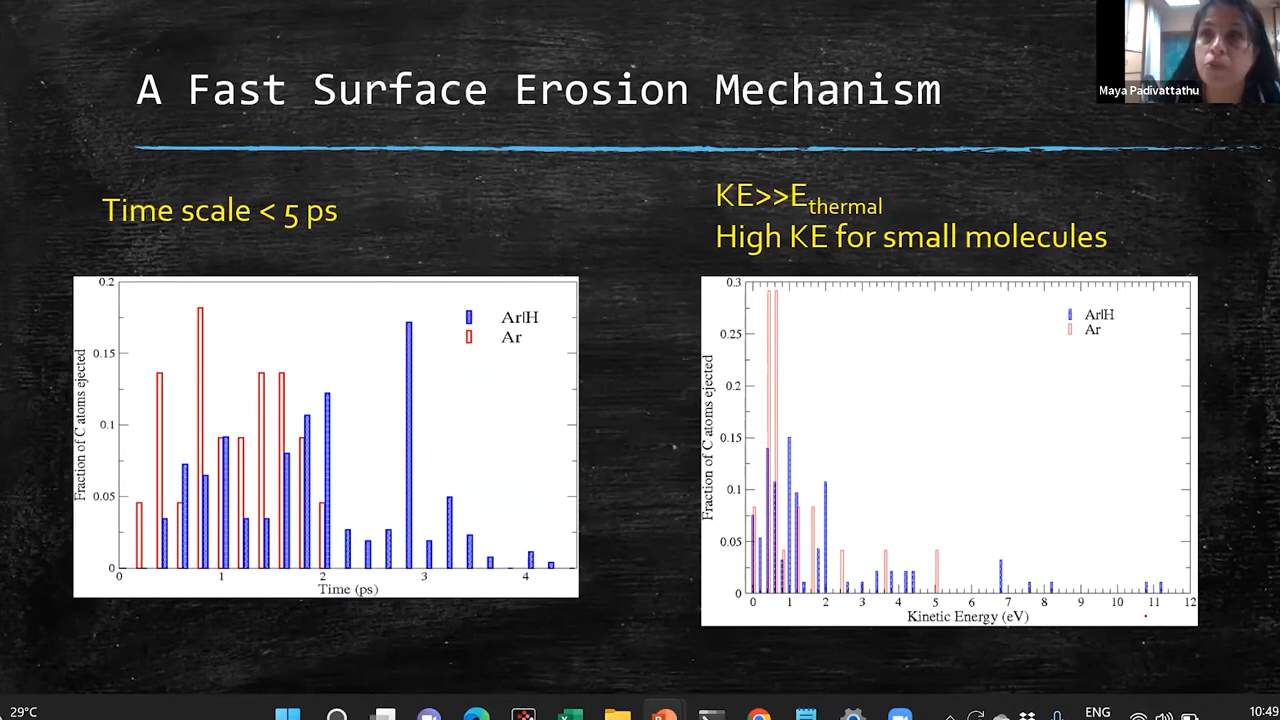 A Fast Surface Erosion Mechanism
Maya Padivattathu
Time scale < 5 ps
KE>>Ethermal
High KE for small molecules
0.2
0.15
0.1
0.05
0
Fraction of C atoms ejected
Ar|H
Ar
0 1 2 3 4
Time (ps)
0.3
0.25
0.2
0.15
0.1
0.05
0
Fraction of C atoms ejected
Ar|H
Ar
0 1 2 3 4 5 6 7 8 9 10 11 12
Kinetic Energy (eV)
29°C
ENG
10:49